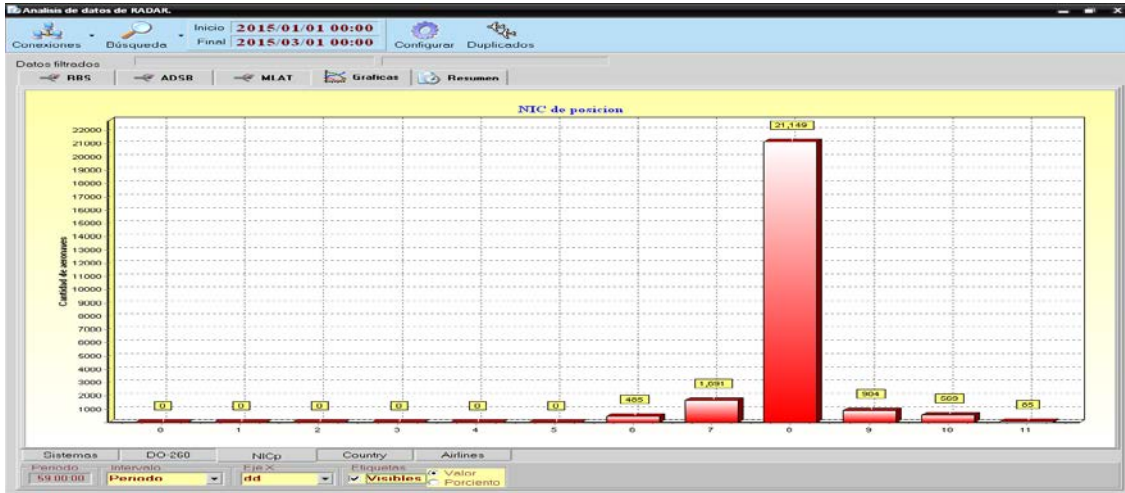 Analisis de datos de RADAR.
Inicio 2015/01/01 00:00
Final 2015/03/01 00:00
Conexiones Búsqueda Configurar Duplicados
Datos filtrados
RBS ADSB MLAT Graficas Resumen
NIC de posicion
Cantidad de aeronaves
22000
21000
20000
19000
18000
17000
16000
15000
14000
13000
12000
11000
10000
9000
8000
7000
6000
5000
4000
3000
2000
1000
0 0 0 0 0 0 485 21,149 904 85
0 1 2 3 4 5 6 7 8 9 10 11
Sistemas DO-260 NICp Country Airlines
Periodo Intervalo Eje X Etiquetas
59.00:00 Periodo dd Visibles Valor
Porciento